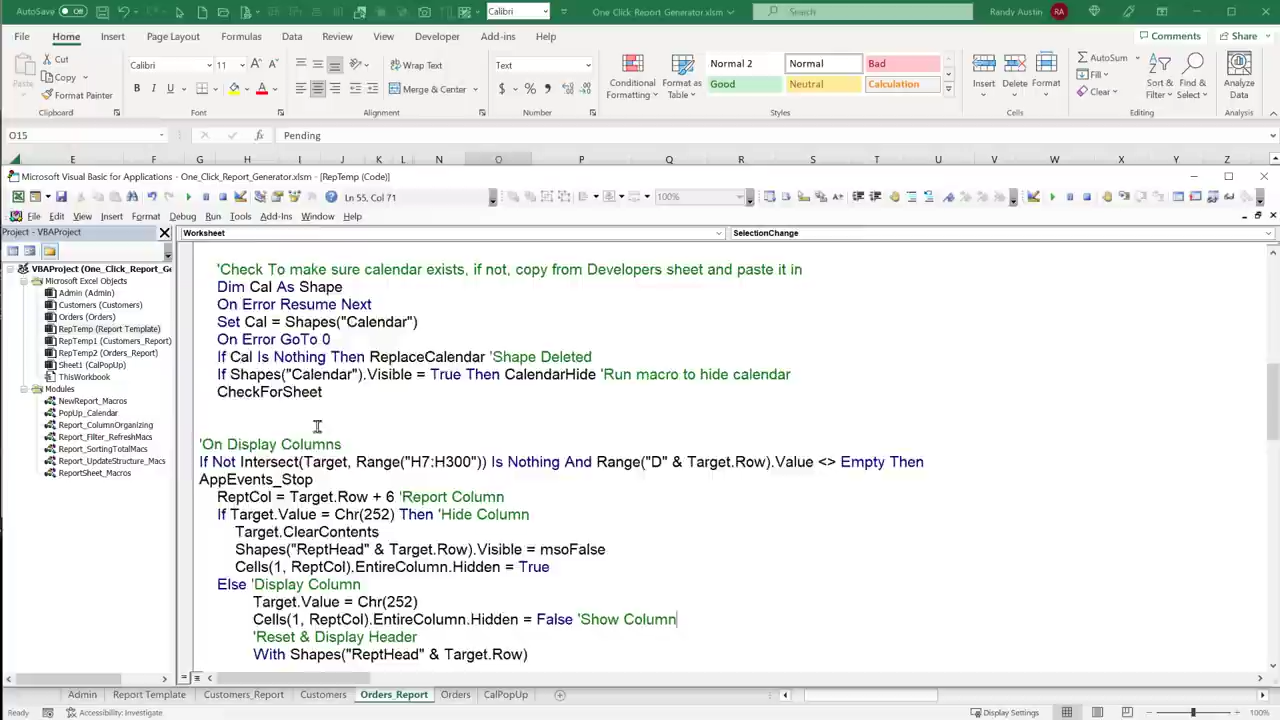 AutoSave On
Calibri
One Click Report Generator.xlsm
Search
Randy Austin
RA
File Home Insert Page Layout Formulas Data Review View Developer Add-ins Help
Comments Share
Paste
Cut
Copy
Format Painter
Clipboard
Calibri 11
B I U
Font
Wrap Text
Merge & Center
Alignment
Text
$ %
Number
Conditional Formatting
Format as Table
Normal 2 Normal Bad
Good Neutral Calculation
Styles
Insert Delete Format
Cells
AutoSum
Fill
Clear
Sort & Filter
Find & Select
Editing
Analyze Data
Analysis
O15 fx Pending
E F G H I J K L N O P Q R S T U V W X Y Z
Microsoft Visual Basic for Applications - One_Click_Report_Generator.xlsm - [RepTemp (Code)]
Ln 55, Col 71
100%
File Edit View Insert Format Debug Run Tools Add-Ins Window Help
Project - VBAProject
Worksheet
SelectionChange
VBAProject (One_Click_Report_Ge
Microsoft Excel Objects
Admin (Admin)
Customers (Customers)
Orders (Orders)
RepTemp (Report Template)
RepTemp1 (Customers_Report)
RepTemp2 (Orders_Report)
Sheet1 (CalPopUp)
ThisWorkbook
Modules
NewReport_Macros
PopUp_Calendar
Report_ColumnOrganizing
Report_Filter_RefreshMacs
Report_SortingTotalMacs
Report_UpdateStructure_Macs
ReportSheet_Macros
'Check To make sure calendar exists, if not, copy from Developers sheet and paste it in
Dim Cal As Shape
On Error Resume Next
Set Cal = Shapes("Calendar")
On Error GoTo 0
If Cal Is Nothing Then ReplaceCalendar 'Shape Deleted
If Shapes("Calendar").Visible = True Then CalendarHide 'Run macro to hide calendar
CheckForSheet
'On Display Columns
If Not Intersect(Target, Range("H7:H300")) Is Nothing And Range("D" & Target.Row).Value <> Empty Then
AppEvents_Stop
ReptCol = Target.Row + 6 'Report Column
If Target.Value = Chr(252) Then 'Hide Column
Target.ClearContents
Shapes("ReptHead" & Target.Row).Visible = msoFalse
Cells(1, ReptCol).EntireColumn.Hidden = True
Else 'Display Column
Target.Value = Chr(252)
Cells(1, ReptCol).EntireColumn.Hidden = False 'Show Column
'Reset & Display Header
With Shapes("ReptHead" & Target.Row)
Admin Report Template Customers_Report Customers Orders_Report Orders CalPopUp
Ready
Accessibility: Investigate
Display Settings
100%